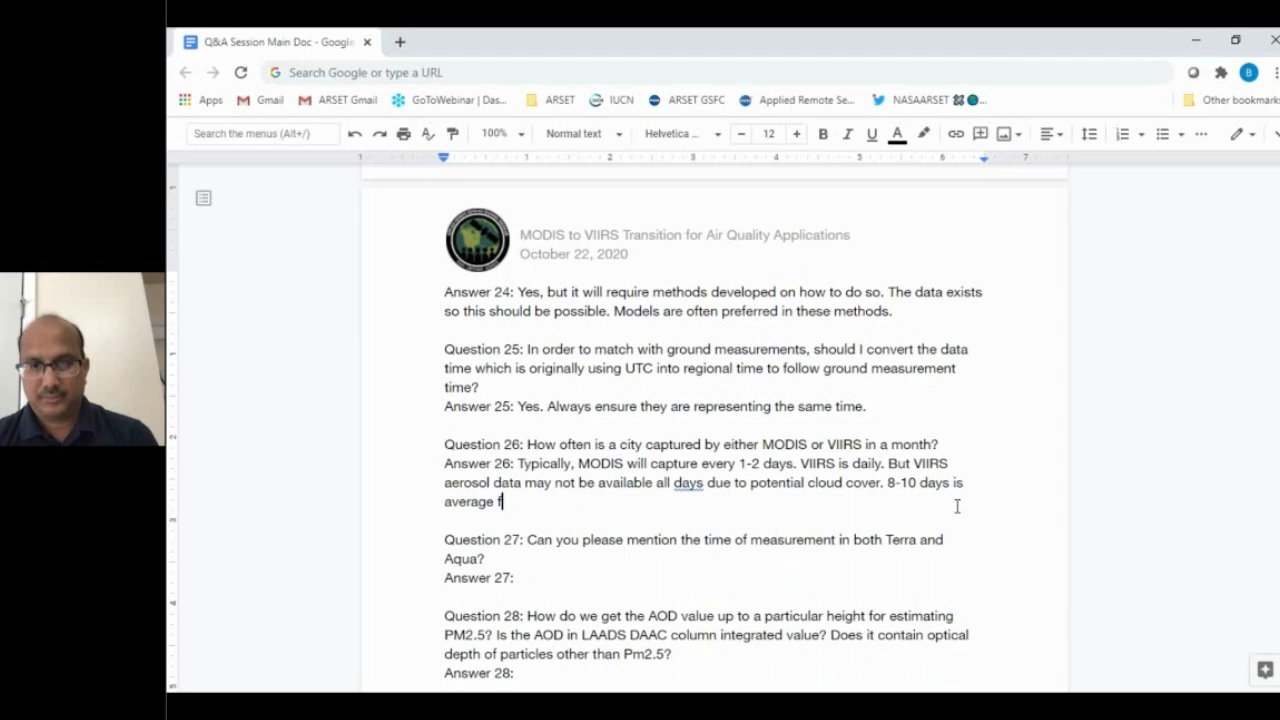 Q&A Session Main Doc - Google
Search Google or type a URL
Apps Gmail ARSET Gmail GoToWebinar | Das... ARSET IUCN ARSET GSFC Applied Remote Se... NASAARSET Other bookmarks
Search the menus (Alt+/) 100% Normal text Helvetica ... 12 B I U A
1 1 2 3 4 5 6 7
MODIS to VIIRS Transition for Air Quality Applications
October 22, 2020
Answer 24: Yes, but it will require methods developed on how to do so. The data exists
so this should be possible. Models are often preferred in these methods.
Question 25: In order to match with ground measurements, should I convert the data
time which is originally using UTC into regional time to follow ground measurement
time?
Answer 25: Yes. Always ensure they are representing the same time.
Question 26: How often is a city captured by either MODIS or VIIRS in a month?
Answer 26: Typically, MODIS will capture every 1-2 days. VIIRS is daily. But VIIRS
aerosol data may not be available all days due to potential cloud cover. 8-10 days is
average f
Question 27: Can you please mention the time of measurement in both Terra and
Aqua?
Answer 27:
Question 28: How do we get the AOD value up to a particular height for estimating
PM2.5? Is the AOD in LAADS DAAC column integrated value? Does it contain optical
depth of particles other than Pm2.5?
Answer 28: